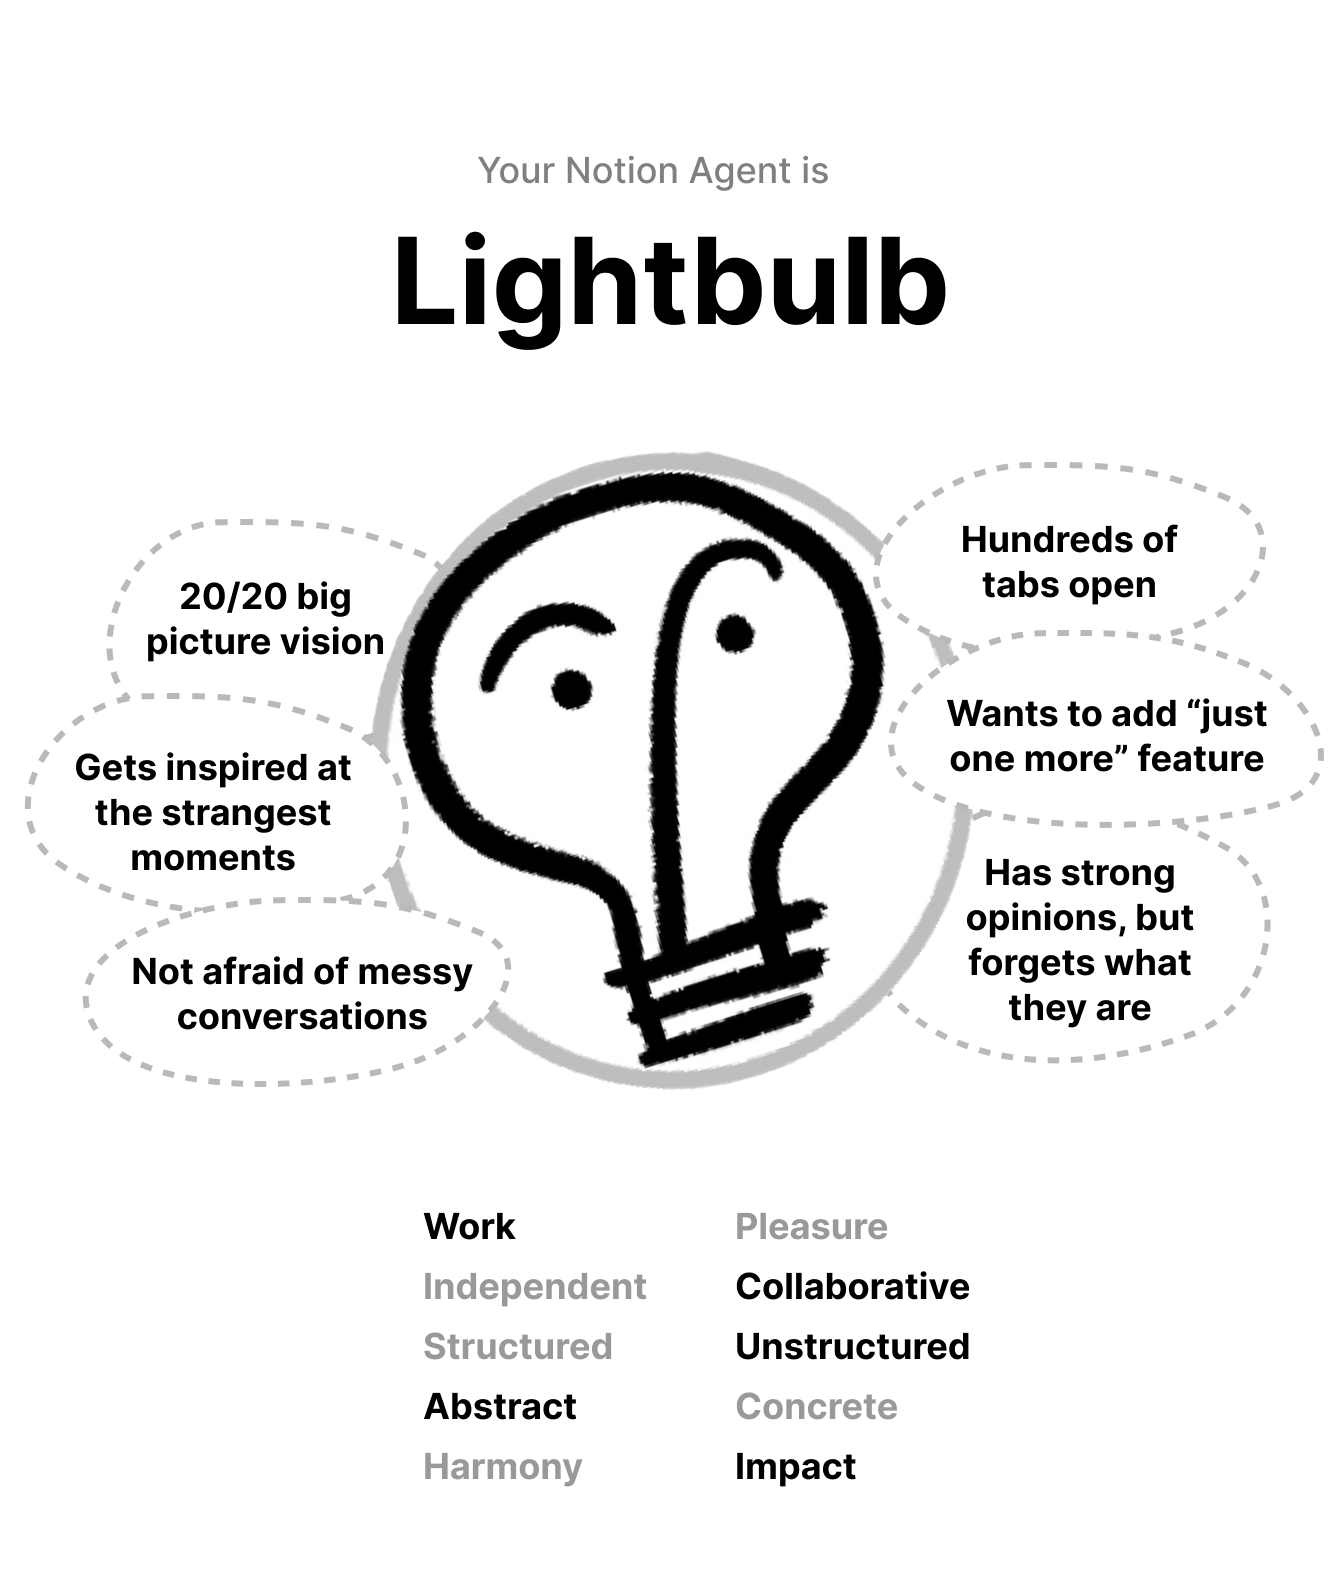 Your Notion Agent is
Lightbulb
20/20 big
picture vision
Gets inspired at
the strangest
moments
Not afraid of messy
conversations
Hundreds of
tabs open
Wants to add “just
one more” feature
Has strong
opinions, but
forgets what
they are
Work Pleasure
Independent Collaborative
Structured Unstructured
Abstract Concrete
Harmony Impact